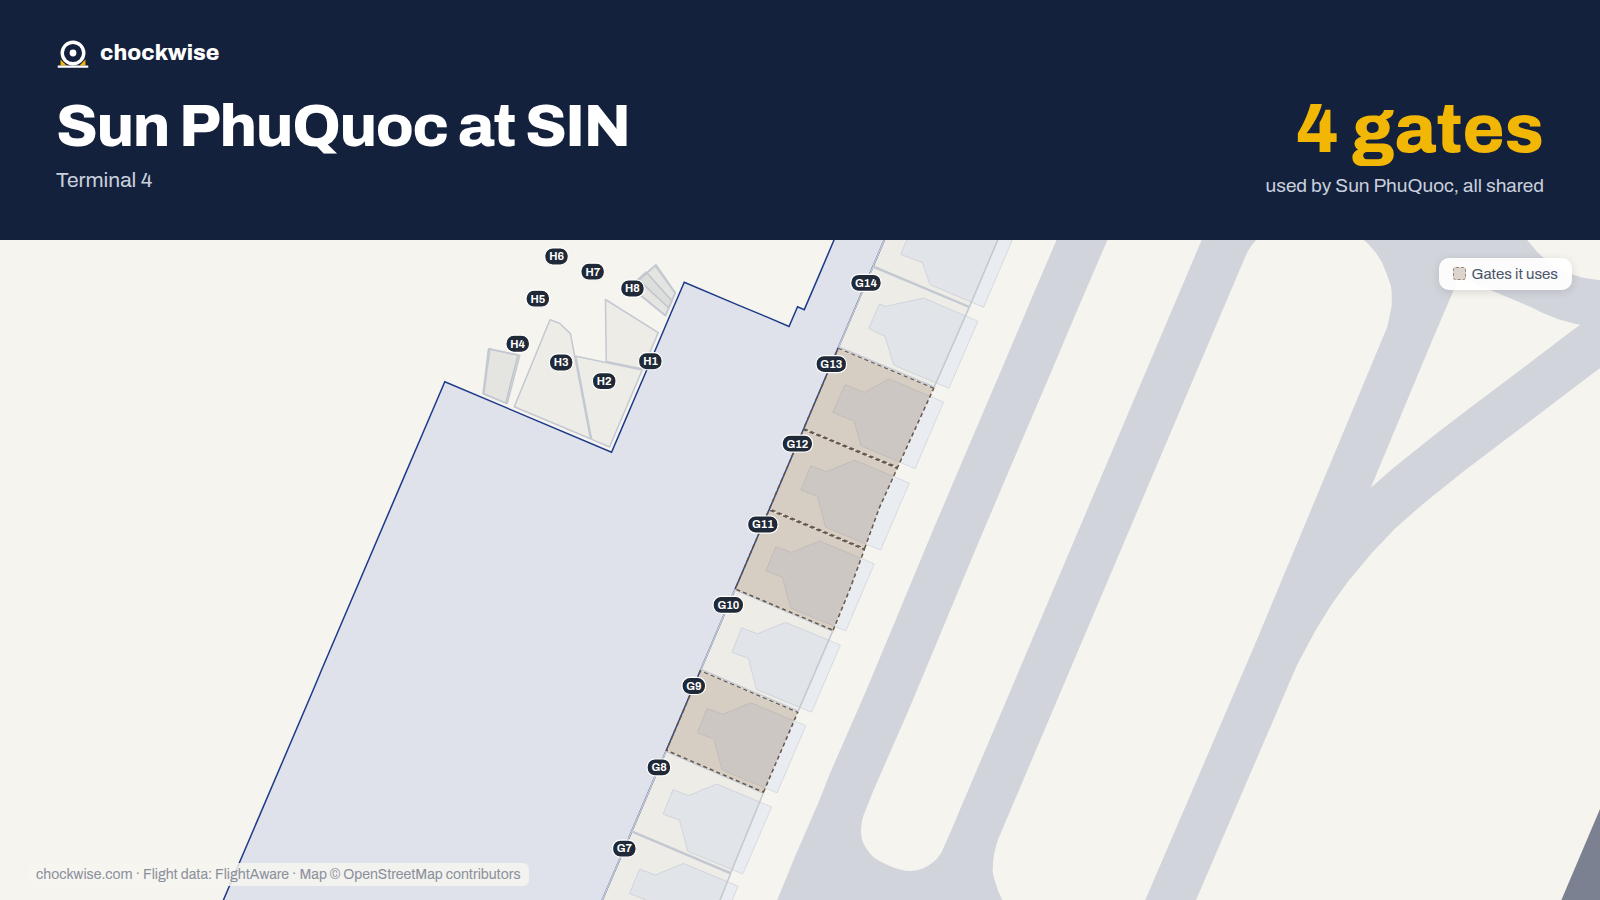 chockwise
Sun PhuQuoc at SIN
Terminal 4
4 gates
used by Sun PhuQuoc, all shared
Gates it uses
H6
H7
H8
H5
H4
H3
H2
H1
G14
G13
G12
G11
G10
G9
G8
G7
chockwise.com · Flight data: FlightAware · Map © OpenStreetMap contributors